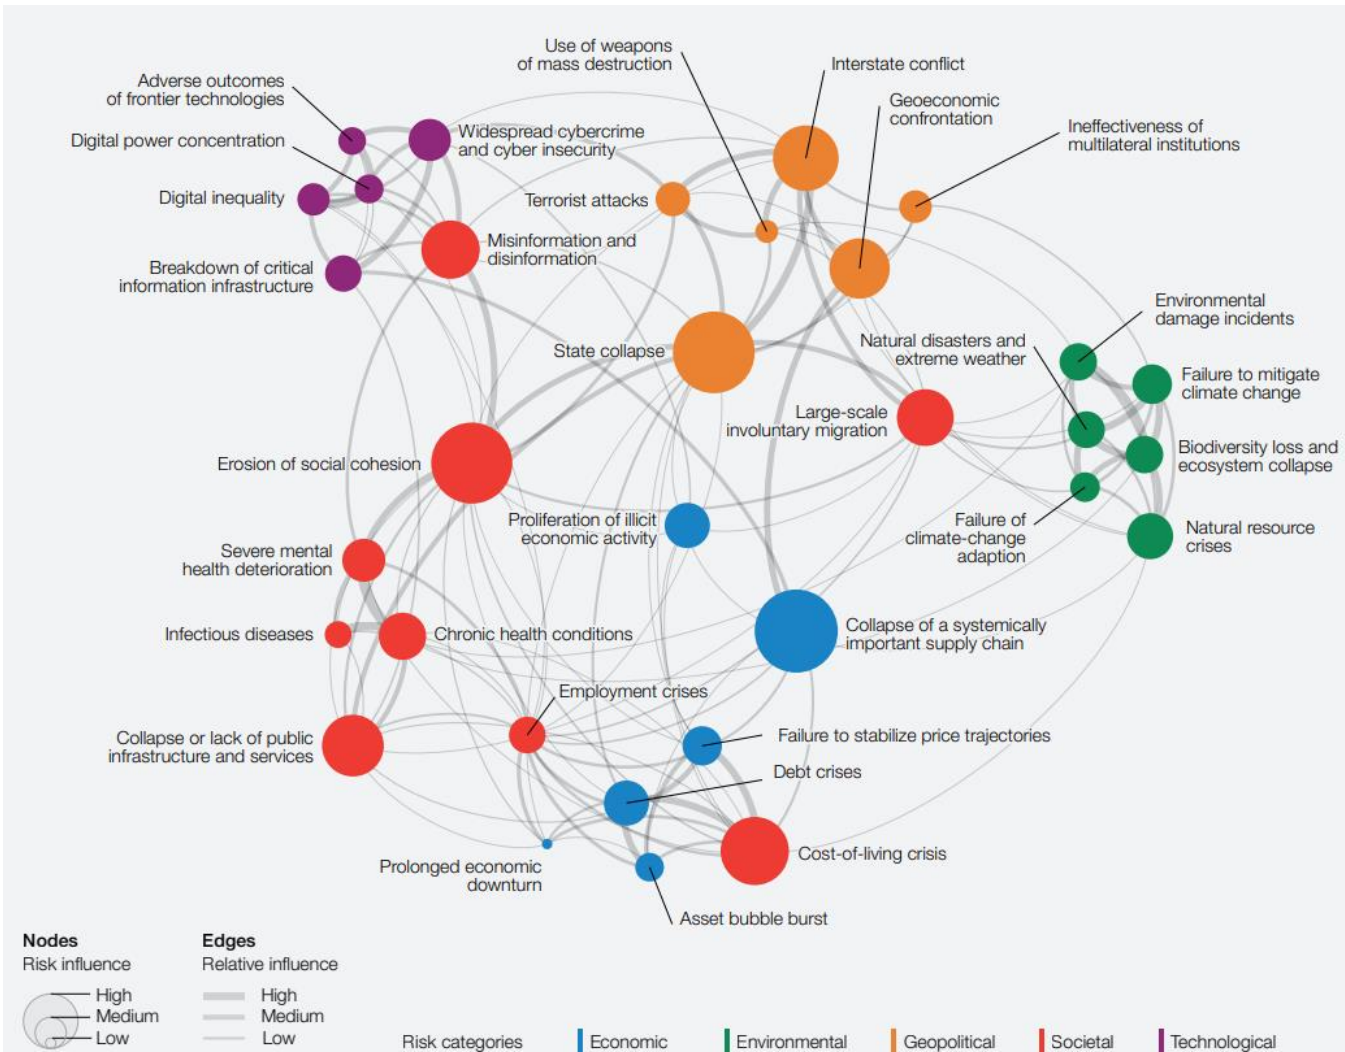 Use of weapons
of mass destruction
Interstate conflict
Adverse outcomes
of frontier technologies
Geoeconomic
confrontation
Digital power concentration
Widespread cybercrime
and cyber insecurity
Ineffectiveness of
multilateral institutions
Digital inequality
Terrorist attacks
Misinformation and
disinformation
Breakdown of critical
information infrastructure
Environmental
damage incidents
State collapse
Natural disasters and
extreme weather
Failure to mitigate
climate change
Large-scale
involuntary migration
Biodiversity loss and
ecosystem collapse
Erosion of social cohesion
Proliferation of illicit
economic activity
Failure of
climate-change
adaption
Natural resource
crises
Severe mental
health deterioration
Infectious diseases
Chronic health conditions
Collapse of a systemically
important supply chain
Employment crises
Collapse or lack of public
infrastructure and services
Failure to stabilize price trajectories
Debt crises
Prolonged economic
downturn
Cost-of-living crisis
Asset bubble burst
Nodes
Risk influence
High
Medium
Low
Edges
Relative influence
High
Medium
Low
Risk categories
Economic
Environmental
Geopolitical
Societal
Technological